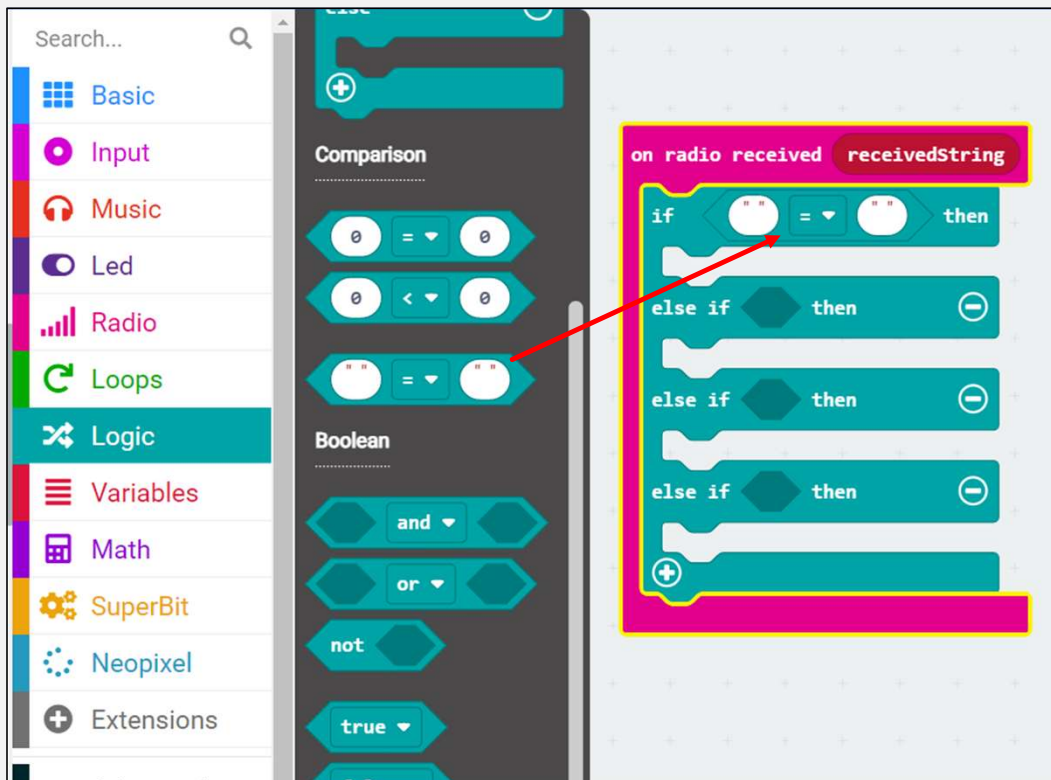 Search...
Basic
Input
Music
Led
Radio
Loops
Logic
Variables
Math
SuperBit
Neopixel
Extensions
else
Comparison
0 = 0
0 < 0
" " = " "
Boolean
and
or
not
true
on radio received receivedString
if " " = " " then
else if then
else if then
else if then